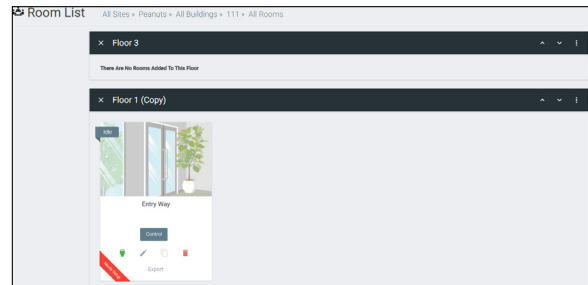 Room List
All Sites » Peanuts » All Buildings » 111 » All Rooms
Floor 3
There Are No Rooms Added To This Floor
Floor 1 (Copy)
Idle
Entry Way
Control
Export